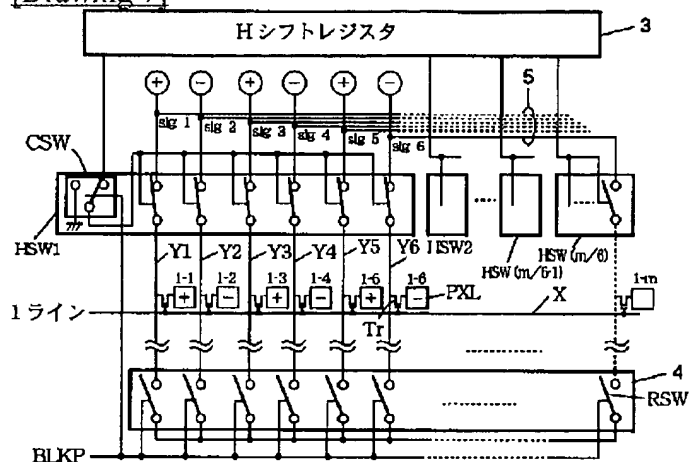 [Drawing 7]
Hシフトレジスタ
3
+ − + − + −
5
sig 1 sig 2 sig 3 sig 4 sig 5 sig 6
CSW
HSW1
HSW2
HSW(m/6-1)
HSW(m/6)
Y1 Y2 Y3 Y4 Y5 Y6
1-1 1-2 1-3 1-4 1-5 1-6 1-m
+ − + − + −
PXL
X
1ライン
Tr
4
RSW
BLKP